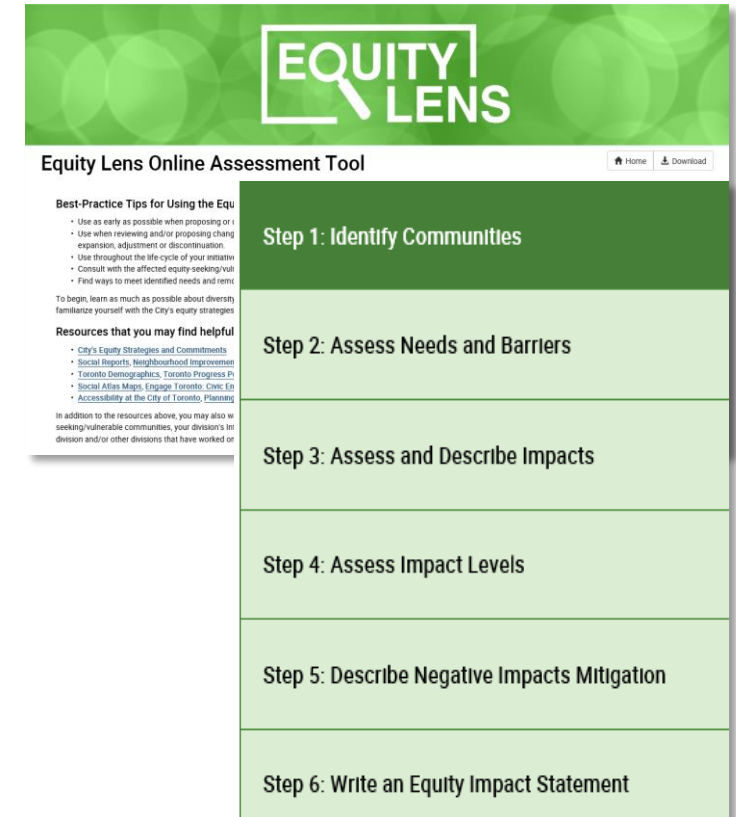 EQUITY
LENS
Equity Lens Online Assessment Tool
Home Download
Best-Practice Tips for Using the Equ
• Use as early as possible when proposing or
• Use when reviewing and/or proposing chang
expansion, adjustment or discontinuation.
• Use throughout the life-cycle of your initiative
• Consult with the affected equity-seeking/vul
• Find ways to meet identified needs and remo
To begin, learn as much as possible about diversity
familiarize yourself with the City's equity strategies
Resources that you may find helpful
• City's Equity Strategies and Commitments
• Social Reports, Neighbourhood Improvemen
• Toronto Demographics, Toronto Progress P
• Social Atlas Maps, Engage Toronto: Civic En
• Accessibility at the City of Toronto, Planning
In addition to the resources above, you may also w
seeking/vulnerable communities, your division's In
division and/or other divisions that have worked on
Step 1: Identify Communities
Step 2: Assess Needs and Barriers
Step 3: Assess and Describe Impacts
Step 4: Assess Impact Levels
Step 5: Describe Negative Impacts Mitigation
Step 6: Write an Equity Impact Statement